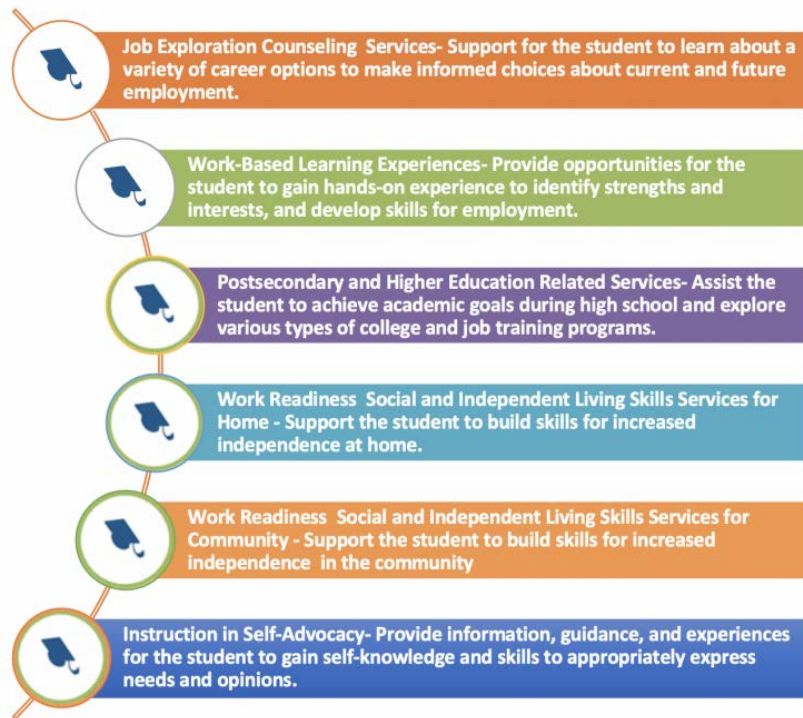 Job Exploration Counseling Services- Support for the student to learn about a
variety of career options to make informed choices about current and future
employment.
Work-Based Learning Experiences- Provide opportunities for the
student to gain hands-on experience to identify strengths and
interests, and develop skills for employment.
Postsecondary and Higher Education Related Services- Assist the
student to achieve academic goals during high school and explore
various types of college and job training programs.
Work Readiness Social and Independent Living Skills Services for
Home - Support the student to build skills for increased
independence at home.
Work Readiness Social and Independent Living Skills Services for
Community - Support the student to build skills for increased
independence in the community
Instruction in Self-Advocacy- Provide information, guidance, and experiences
for the student to gain self-knowledge and skills to appropriately express
needs and opinions.